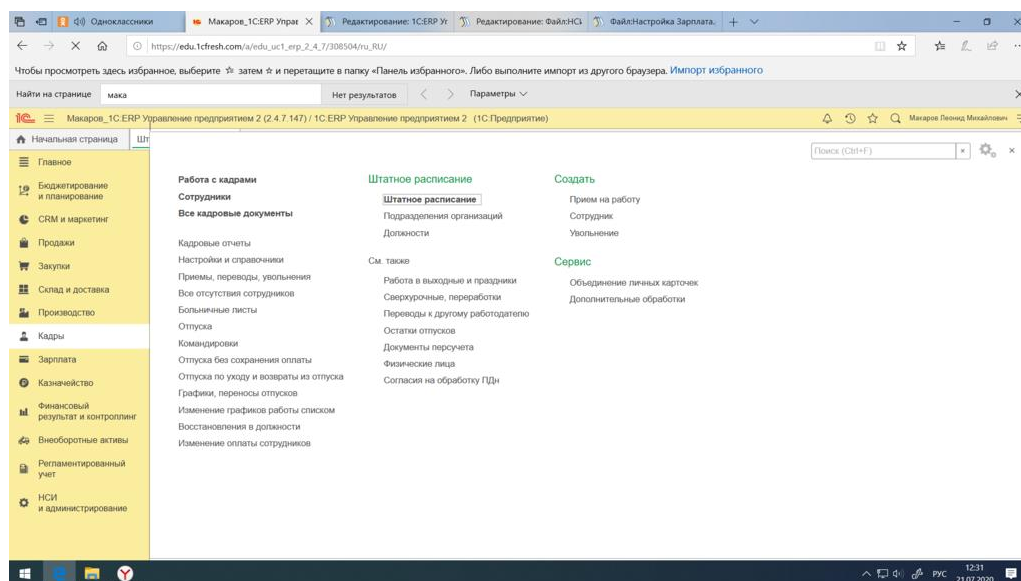 Одноклассники
Макаров_1С:ERP Управ
Редактирование: 1С:ERP Уг
Редактирование: Файл:НСИ
Файл:Настройка Зарплата.
https://edu.1cfresh.com/a/edu_uc1_erp_2_4_7/308504/ru_RU/
Чтобы просмотреть здесь избранное, выберите затем и перетащите в папку «Панель избранного». Либо выполните импорт из другого браузера. Импорт избранного
Найти на странице мака Нет результатов Параметры
Макаров_1С:ERP Управление предприятием 2 (2.4.7.147) / 1С:ERP Управление предприятием 2 (1С:Предприятие)
Макаров Леонид Михайлович
Начальная страница
Шт
Поиск (Ctrl+F)
Главное
Бюджетирование
и планирование
CRM и маркетинг
Продажи
Закупки
Склад и доставка
Производство
Кадры
Зарплата
Казначейство
Финансовый
результат и контроллинг
Внеоборотные активы
Регламентированный
учет
НСИ
и администрирование
Работа с кадрами
Сотрудники
Все кадровые документы
Кадровые отчеты
Настройки и справочники
Приемы, переводы, увольнения
Все отсутствия сотрудников
Больничные листы
Отпуска
Командировки
Отпуска без сохранения оплаты
Отпуска по уходу и возвраты из отпуска
Графики, переносы отпусков
Изменение графиков работы списком
Восстановления в должности
Изменение оплаты сотрудников
Штатное расписание
Штатное расписание
Подразделения организаций
Должности
См. также
Работа в выходные и праздники
Сверхурочные, переработки
Переводы к другому работодателю
Остатки отпусков
Документы персучета
Физические лица
Согласия на обработку ПДн
Создать
Прием на работу
Сотрудник
Увольнение
Сервис
Объединение личных карточек
Дополнительные обработки
РУС
12:31
21.07.2020